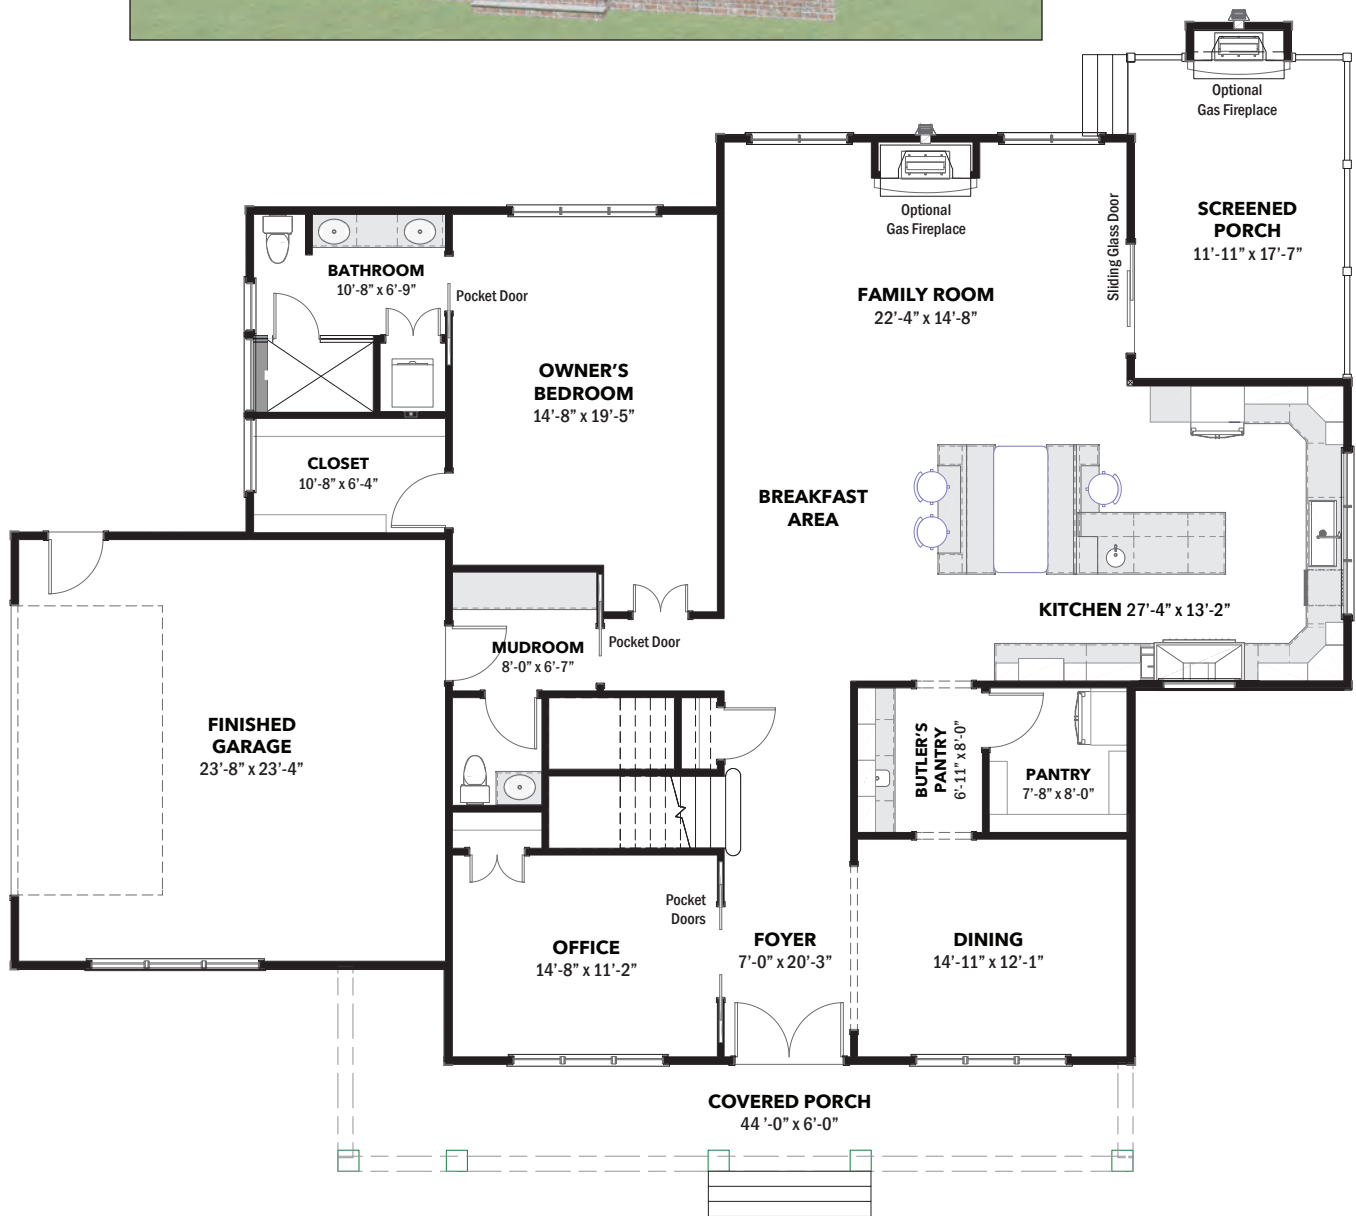 Optional
Gas Fireplace
SCREENED
PORCH
11'-11” x 17'-7”
Optional
Gas Fireplace
Sliding Glass Door
FAMILY ROOM
22'-4” x 14'-8”
BATHROOM
10'-8” x 6'-9”
Pocket Door
OWNER'S
BEDROOM
14'-8” x 19'-5”
CLOSET
10'-8” x 6'-4”
BREAKFAST
AREA
KITCHEN 27'-4” x 13'-2”
MUDROOM
8'-0” x 6'-7”
Pocket Door
FINISHED
GARAGE
23'-8” x 23'-4”
BUTLER'S
PANTRY
6'-11” x 8'-0”
PANTRY
7'-8” x 8'-0”
Pocket
Doors
OFFICE
14'-8” x 11'-2”
FOYER
7'-0” x 20'-3”
DINING
14'-11” x 12'-1”
COVERED PORCH
44 '-0” x 6'-0”